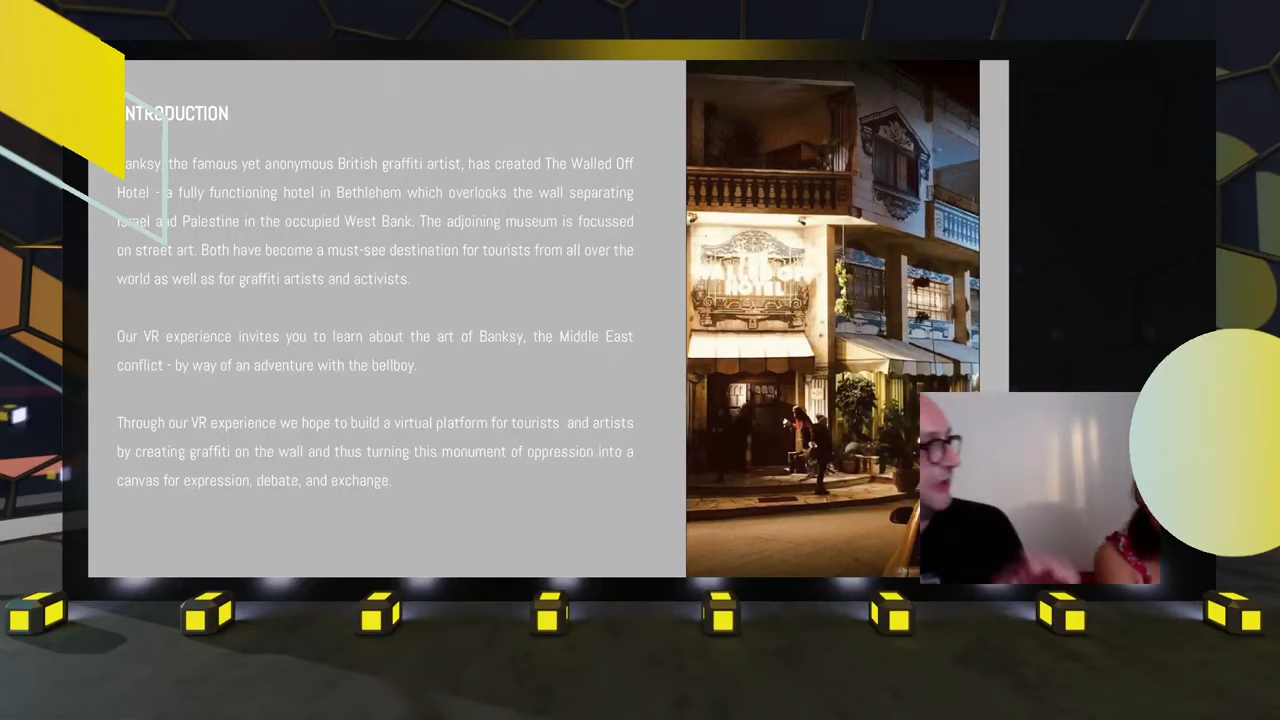 INTRODUCTION
Banksy, the famous yet anonymous British graffiti artist, has created The Walled Off
Hotel - a fully functioning hotel in Bethlehem which overlooks the wall separating
Israel and Palestine in the occupied West Bank. The adjoining museum is focussed
on street art. Both have become a must-see destination for tourists from all over the
world as well as for graffiti artists and activists.
Our VR experience invites you to learn about the art of Banksy, the Middle East
conflict - by way of an adventure with the bellboy.
Through our VR experience we hope to build a virtual platform for tourists and artists
by creating graffiti on the wall and thus turning this monument of oppression into a
canvas for expression, debate, and exchange.
THE
WALLED OFF
HOTEL